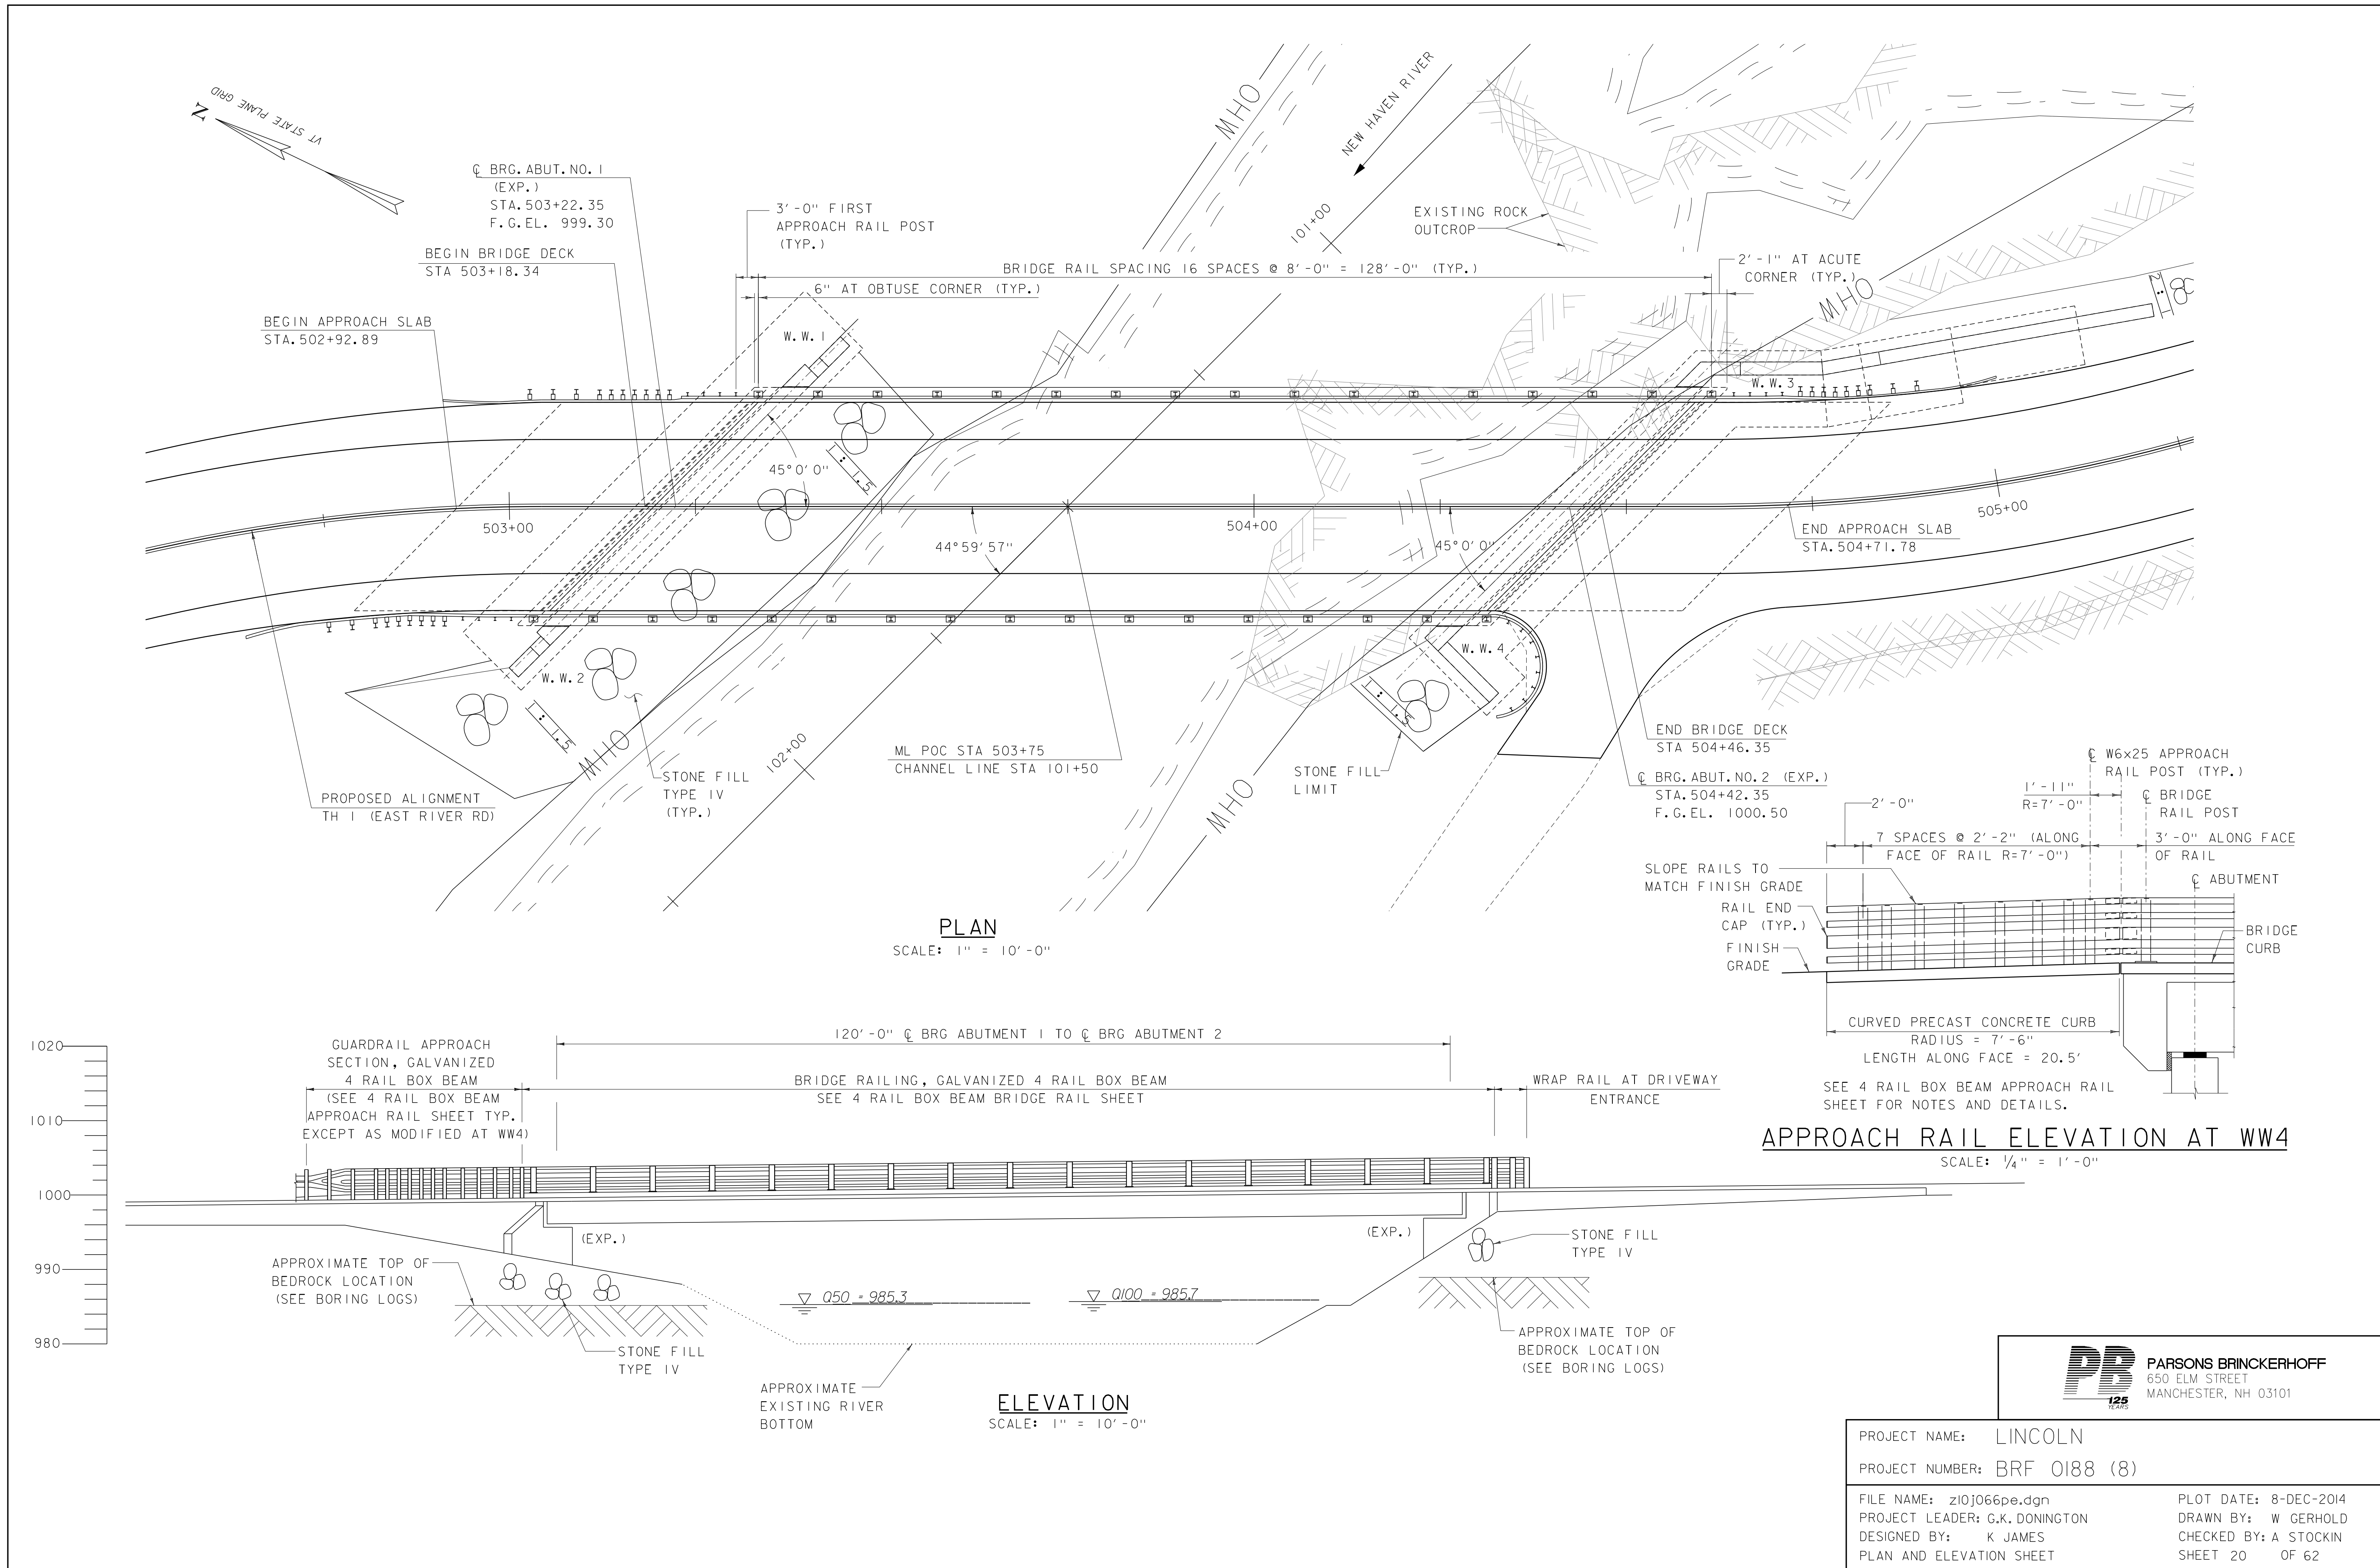 VT STATE PLANE GRID
N
℄ BRG. ABUT. NO. 1
(EXP.)
STA. 503+22.35
F.G. EL. 999.30
BEGIN BRIDGE DECK
STA 503+18.34
BEGIN APPROACH SLAB
STA. 502+92.89
3'-0" FIRST
APPROACH RAIL POST
(TYP.)
BRIDGE RAIL SPACING 16 SPACES @ 8'-0" = 128'-0" (TYP.)
6" AT OBTUSE CORNER (TYP.)
MHO
NEW HAVEN RIVER
101+00
EXISTING ROCK
OUTCROP
2'-1" AT ACUTE
CORNER (TYP.)
MHO
2
W.W.1
W.W.3
45°0'0"
1.5
503+00
44°59'57"
504+00
45°0'0"
505+00
END APPROACH SLAB
STA. 504+71.78
W.W.2
1.5
MHO
102+00
W.W.4
1.5
MHO
PROPOSED ALIGNMENT
TH 1 (EAST RIVER RD)
STONE FILL
TYPE IV
(TYP.)
ML POC STA 503+75
CHANNEL LINE STA 101+50
STONE FILL
LIMIT
END BRIDGE DECK
STA 504+46.35
℄ BRG. ABUT. NO. 2 (EXP.)
STA. 504+42.35
F.G. EL. 1000.50
PLAN
SCALE: 1" = 10'-0"
℄ W6x25 APPROACH
RAIL POST (TYP.)
1'-11"
R=7'-0"
℄ BRIDGE
RAIL POST
2'-0"
7 SPACES @ 2'-2" (ALONG
FACE OF RAIL R=7'-0")
3'-0" ALONG FACE
OF RAIL
SLOPE RAILS TO
MATCH FINISH GRADE
℄ ABUTMENT
RAIL END
CAP (TYP.)
FINISH
GRADE
BRIDGE
CURB
CURVED PRECAST CONCRETE CURB
RADIUS = 7'-6"
LENGTH ALONG FACE = 20.5'
SEE 4 RAIL BOX BEAM APPROACH RAIL
SHEET FOR NOTES AND DETAILS.
APPROACH RAIL ELEVATION AT WW4
SCALE: 1/4" = 1'-0"
1020
1010
1000
990
980
GUARDRAIL APPROACH
SECTION, GALVANIZED
4 RAIL BOX BEAM
(SEE 4 RAIL BOX BEAM
APPROACH RAIL SHEET TYP.
EXCEPT AS MODIFIED AT WW4)
120'-0" ℄ BRG ABUTMENT 1 TO ℄ BRG ABUTMENT 2
BRIDGE RAILING, GALVANIZED 4 RAIL BOX BEAM
SEE 4 RAIL BOX BEAM BRIDGE RAIL SHEET
WRAP RAIL AT DRIVEWAY
ENTRANCE
(EXP.)
(EXP.)
APPROXIMATE TOP OF
BEDROCK LOCATION
(SEE BORING LOGS)
STONE FILL
TYPE IV
Q50 = 985.3
Q100 = 985.7
STONE FILL
TYPE IV
APPROXIMATE TOP OF
BEDROCK LOCATION
(SEE BORING LOGS)
APPROXIMATE
EXISTING RIVER
BOTTOM
ELEVATION
SCALE: 1" = 10'-0"
PB
125
YEARS
PARSONS BRINCKERHOFF
650 ELM STREET
MANCHESTER, NH 03101
PROJECT NAME: LINCOLN
PROJECT NUMBER: BRF 0188 (8)
FILE NAME: z10j066pe.dgn
PLOT DATE: 8-DEC-2014
PROJECT LEADER: G.K. DONINGTON
DRAWN BY: W GERHOLD
DESIGNED BY: K JAMES
CHECKED BY: A STOCKIN
PLAN AND ELEVATION SHEET
SHEET 20 OF 62